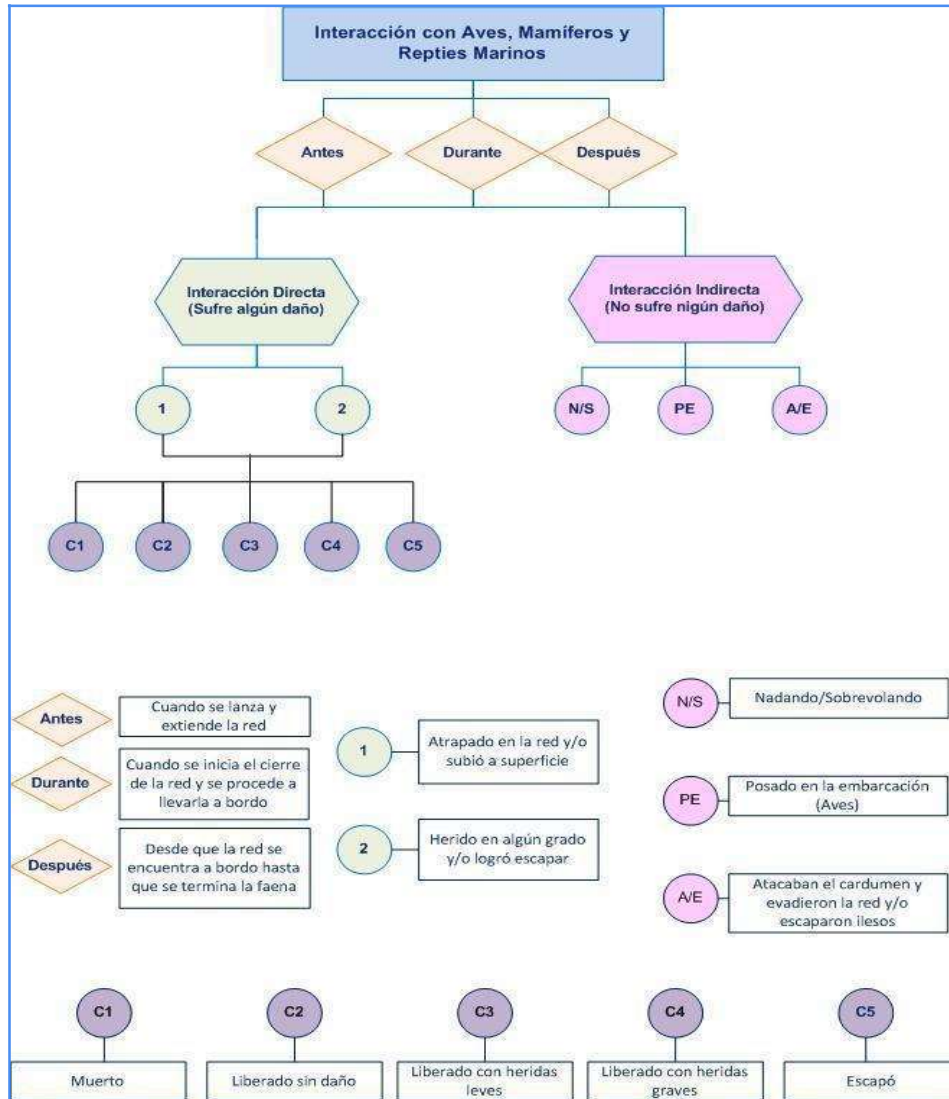 Interacción con Aves, Mamíferos y
Repties Marinos
Antes
Durante
Después
Interacción Directa
(Sufre algún daño)
Interacción Indirecta
(No sufre nigún daño)
1
2
N/S
PE
A/E
C1
C2
C3
C4
C5
Antes
Cuando se lanza y
extiende la red
Durante
Cuando se inicia el cierre
de la red y se procede a
llevarla a bordo
Después
Desde que la red se
encuentra a bordo hasta
que se termina la faena
1
Atrapado en la red y/o
subió a superficie
2
Herido en algún grado
y/o logró escapar
N/S
Nadando/Sobrevolando
PE
Posado en la embarcación
(Aves)
A/E
Atacaban el cardumen y
evadieron la red y/o
escaparon ilesos
C1
Muerto
C2
Liberado sin daño
C3
Liberado con heridas
leves
C4
Liberado con heridas
graves
C5
Escapó